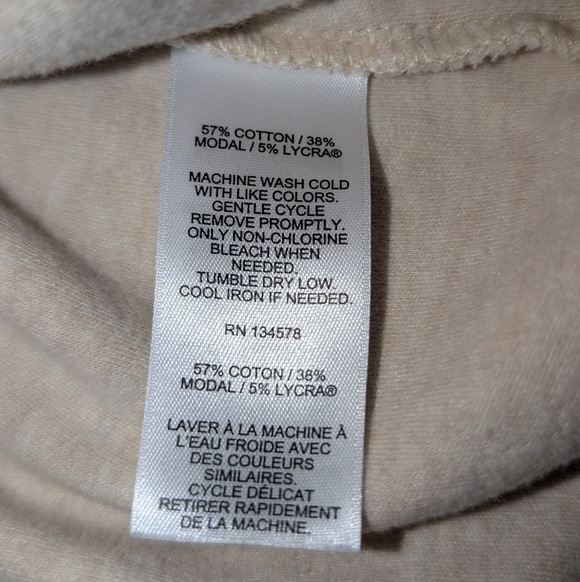 57% COTTON / 38%
MODAL / 5% LYCRA®
MACHINE WASH COLD
WITH LIKE COLORS.
GENTLE CYCLE
REMOVE PROMPTLY.
ONLY NON-CHLORINE
BLEACH WHEN
NEEDED.
TUMBLE DRY LOW.
COOL IRON IF NEEDED.
RN 134578
57% COTON / 38%
MODAL / 5% LYCRA®
LAVER À LA MACHINE À
L'EAU FROIDE AVEC
DES COULEURS
SIMILAIRES.
CYCLE DÉLICAT
RETIRER RAPIDEMENT
DE LA MACHINE.